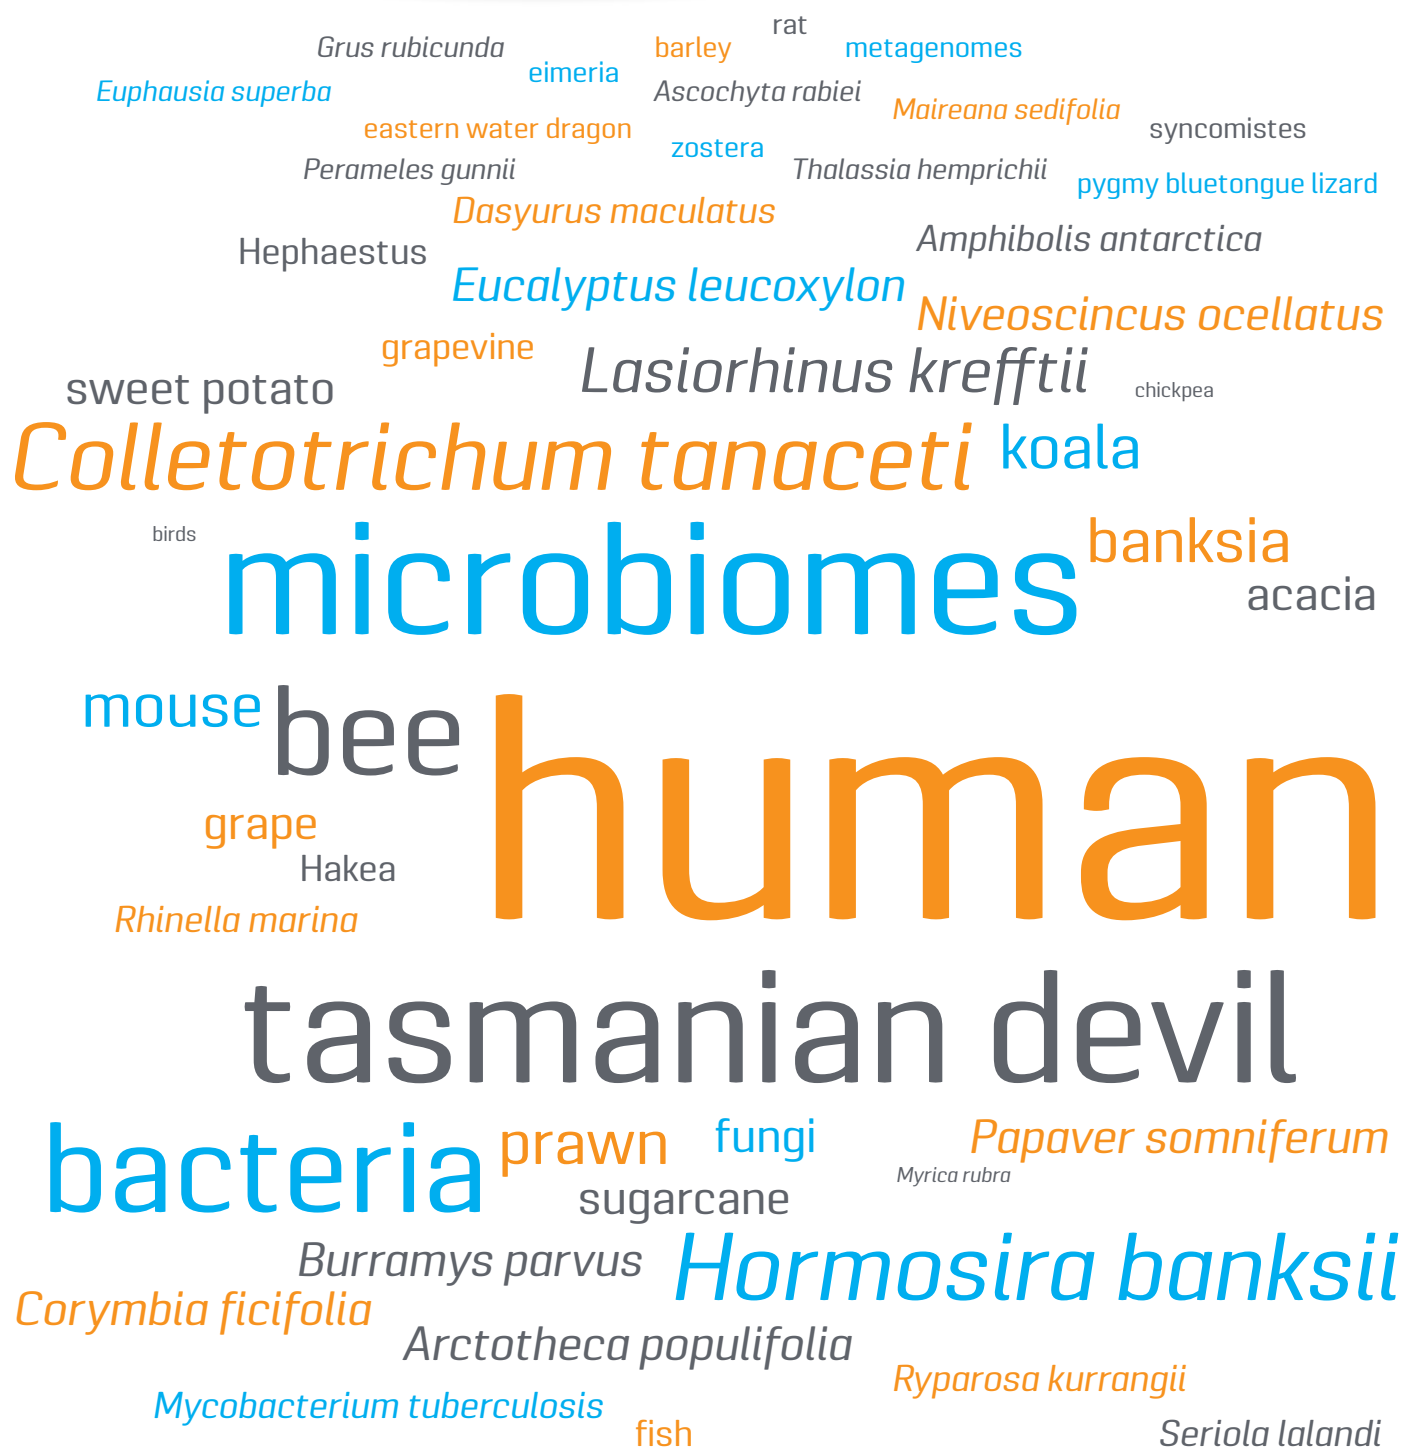 rat
Grus rubicunda
barley
metagenomes
eimeria
Euphausia superba
Ascochyta rabiei
Maireana sedifolia
eastern water dragon
syncomistes
zostera
Perameles gunnii
Thalassia hemprichii
pygmy bluetongue lizard
Dasyurus maculatus
Amphibolis antarctica
Hephaestus
Eucalyptus leucoxylon
Niveoscincus ocellatus
grapevine
Lasiorhinus krefftii
sweet potato
chickpea
Colletotrichum tanaceti
koala
birds
microbiomes
banksia
acacia
mouse
bee
human
grape
Hakea
Rhinella marina
tasmanian devil
bacteria
prawn
fungi
Papaver somniferum
Myrica rubra
sugarcane
Burramys parvus
Hormosira banksii
Corymbia ficifolia
Arctotheca populifolia
Ryparosa kurrangii
Mycobacterium tuberculosis
fish
Seriola lalandi